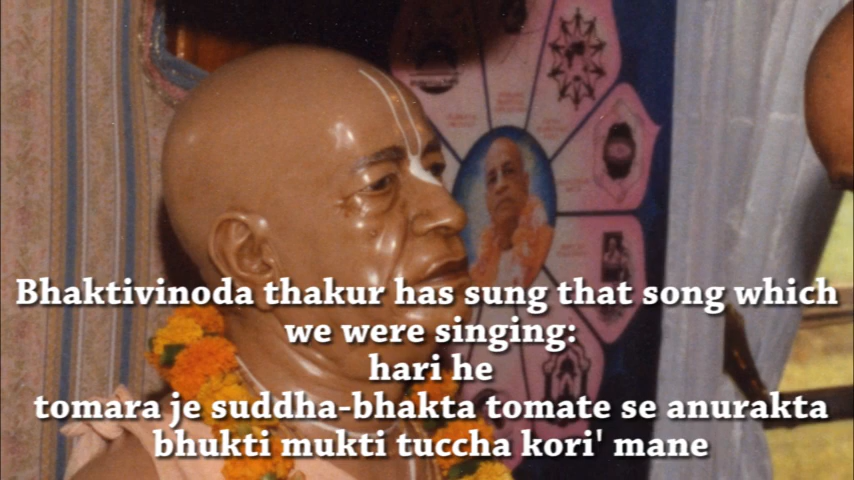 Bhaktivinoda thakur has sung that song which
we were singing:
hari he
tomara je suddha-bhakta tomate se anurakta
bhukti mukti tuccha kori' mane